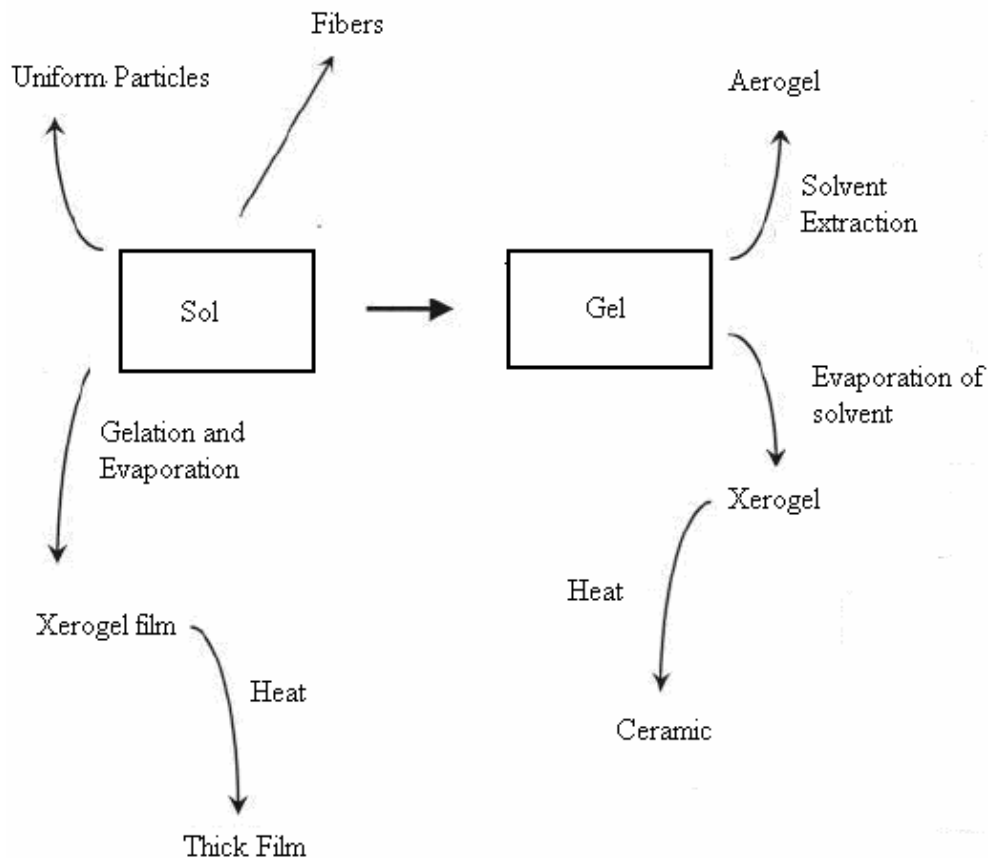 Fibers
Uniform Particles
Aerogel
Solvent
Extraction
Sol
Gel
Evaporation of
solvent
Gelation and
Evaporation
Xerogel
Heat
Xerogel film
Heat
Ceramic
Thick Film